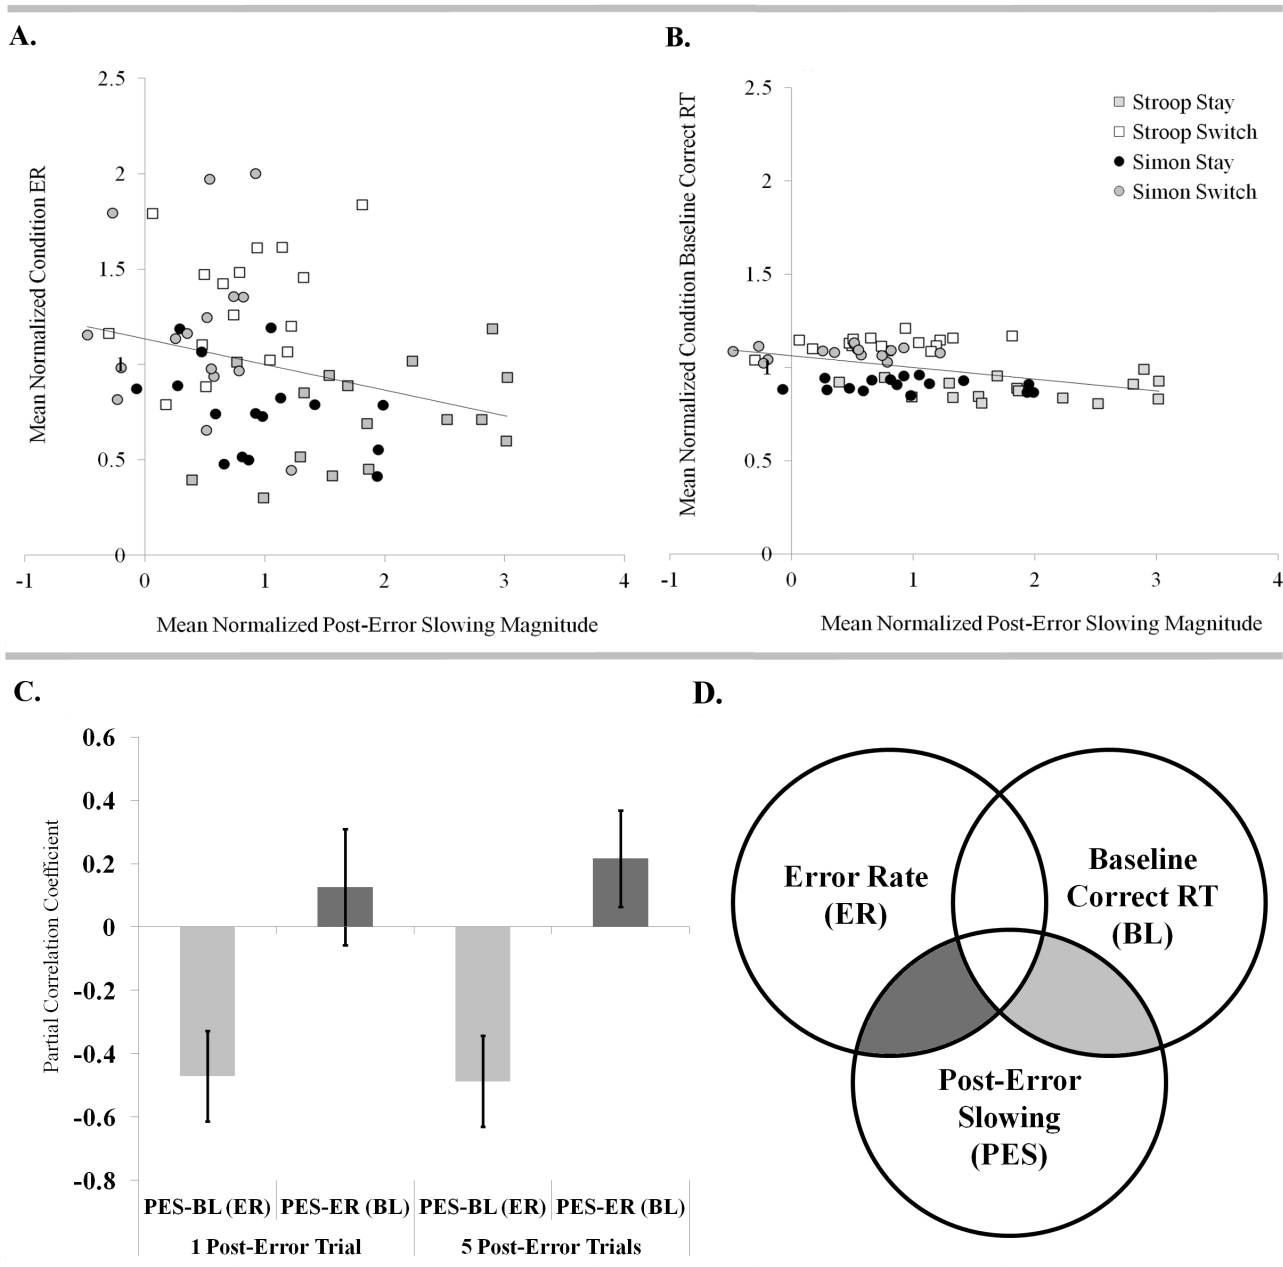 A.
Mean Normalized Condition ER
2.5
2
1.5
1
0.5
0
-1
0
1
2
3
4
Mean Normalized Post-Error Slowing Magnitude
B.
Mean Normalized Condition Baseline Correct RT
2.5
2
1.5
1
0.5
0
-1
0
1
2
3
4
Mean Normalized Post-Error Slowing Magnitude
Stroop Stay
Stroop Switch
Simon Stay
Simon Switch
C.
Partial Correlation Coefficient
0.6
0.4
0.2
0
-0.2
-0.4
-0.6
-0.8
PES-BL (ER)
PES-ER (BL)
PES-BL (ER)
PES-ER (BL)
1 Post-Error Trial
5 Post-Error Trials
D.
Error Rate
(ER)
Baseline
Correct RT
(BL)
Post-Error
Slowing
(PES)